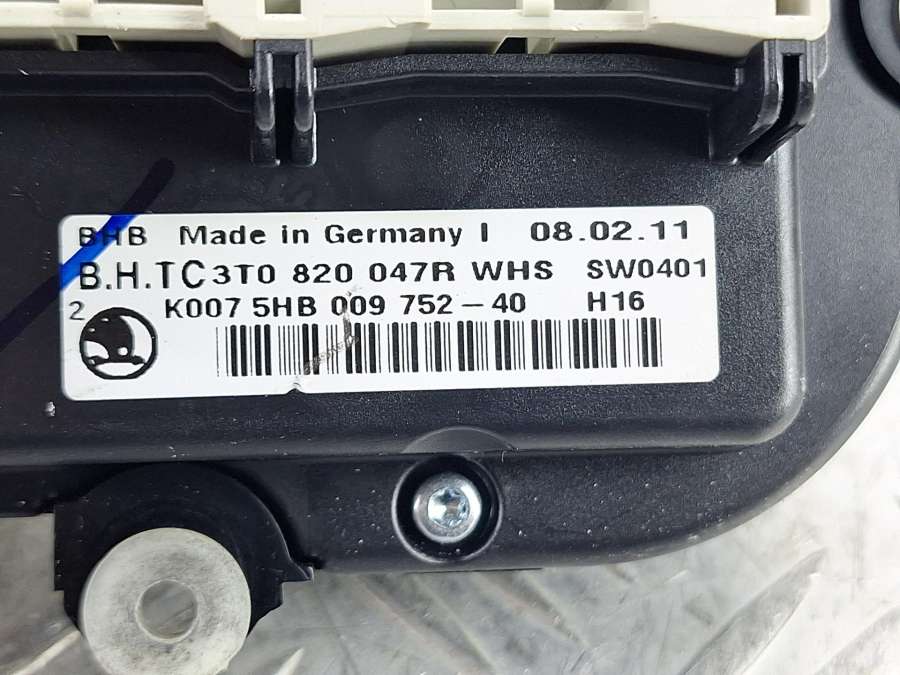 BHB Made in Germany I 08.02.11
B.H.TC 3T0 820 047R WHS SW0401
2 K007 5HB 009 752-40 H16